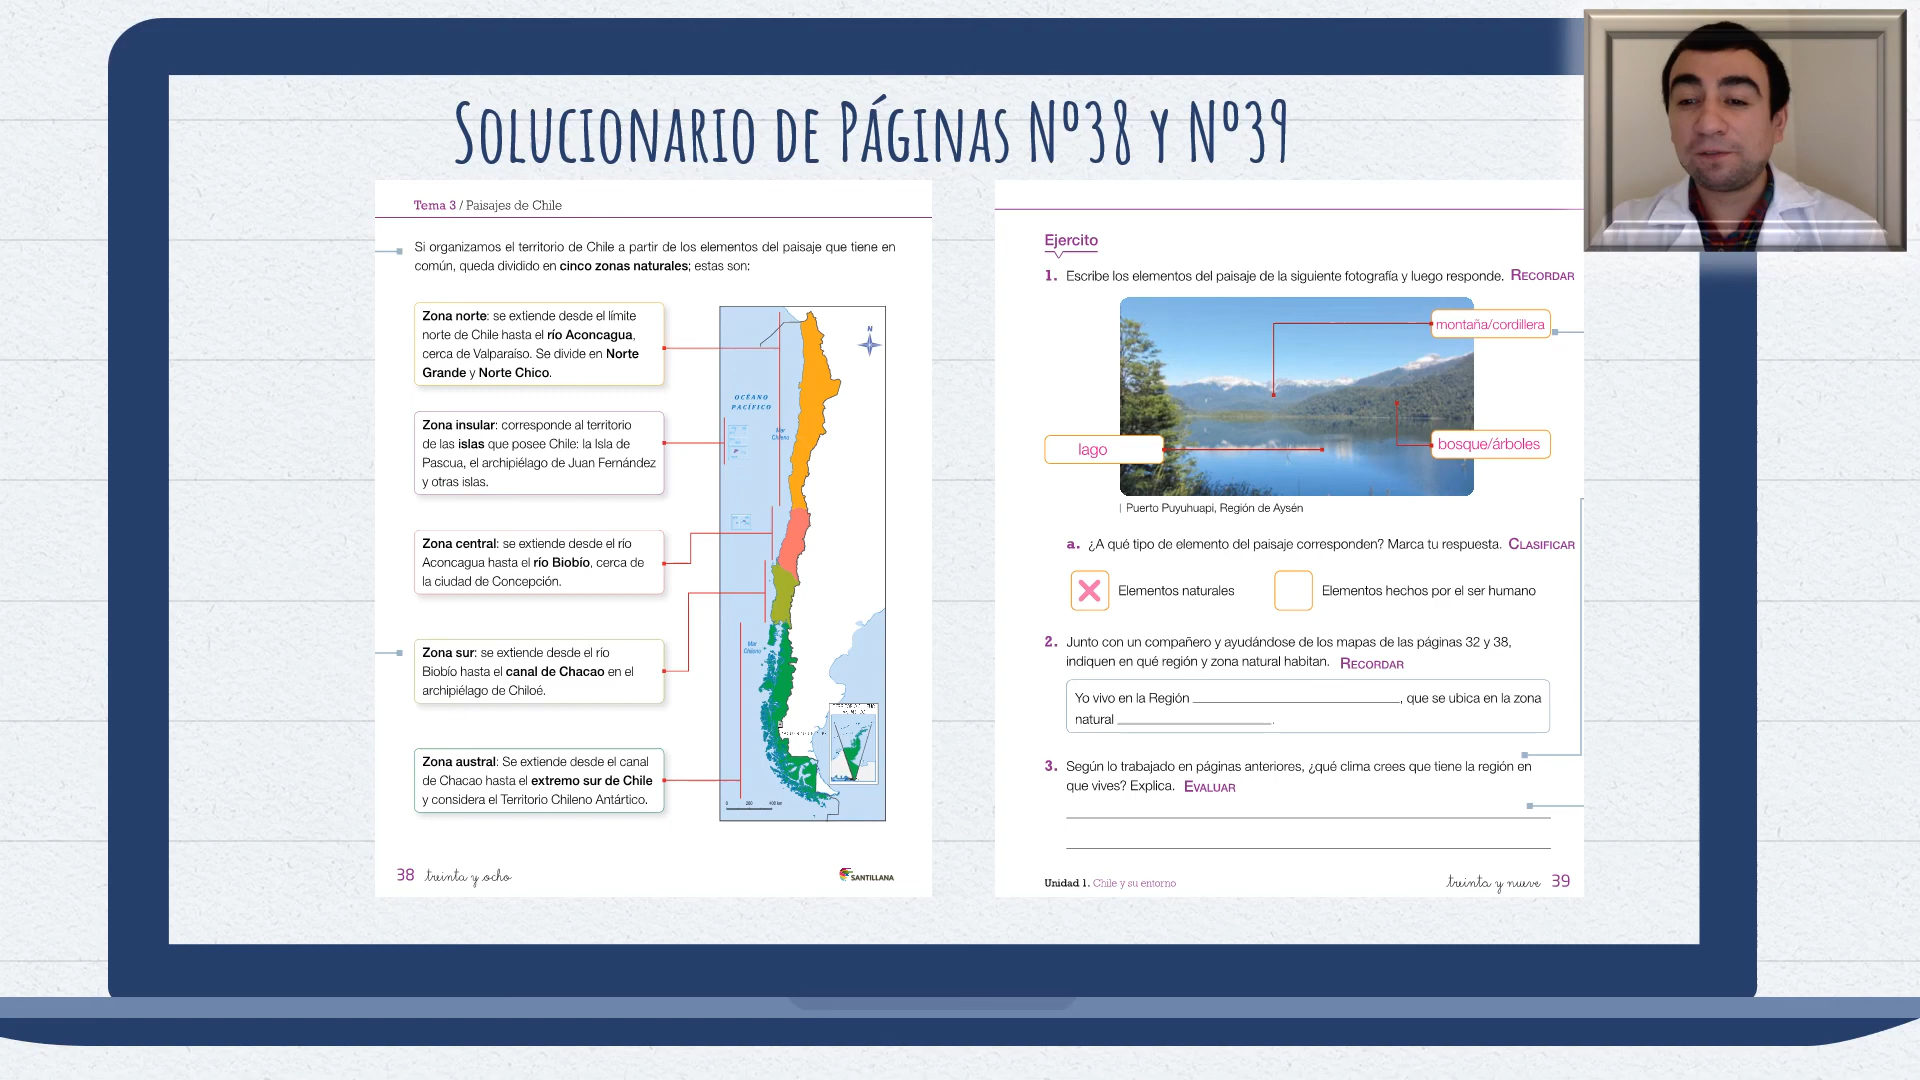 SOLUCIONARIO DE PÁGINAS Nº38 Y Nº39
Tema 3 / Paisajes de Chile
Si organizamos el territorio de Chile a partir de los elementos del paisaje que tiene en
común, queda dividido en cinco zonas naturales; estas son:
Zona norte: se extiende desde el límite
norte de Chile hasta el río Aconcagua,
cerca de Valparaíso. Se divide en Norte
Grande y Norte Chico.
Zona insular: corresponde al territorio
de las islas que posee Chile: la Isla de
Pascua, el archipiélago de Juan Fernández
y otras islas.
Zona central: se extiende desde el río
Aconcagua hasta el río Biobío, cerca de
la ciudad de Concepción.
Zona sur: se extiende desde el río
Biobío hasta el canal de Chacao en el
archipiélago de Chiloé.
Zona austral: Se extiende desde el canal
de Chacao hasta el extremo sur de Chile
y considera el Territorio Chileno Antártico.
N
OCÉANO
PACÍFICO
Mar
Chileno
Mar
Chileno
0 200 400 km
38 treinta y ocho
SANTILLANA
Ejercito
1. Escribe los elementos del paisaje de la siguiente fotografía y luego responde. RECORDAR
montaña/cordillera
lago
bosque/árboles
| Puerto Puyuhuapi, Región de Aysén
a. ¿A qué tipo de elemento del paisaje corresponden? Marca tu respuesta. CLASIFICAR
Elementos naturales
Elementos hechos por el ser humano
2. Junto con un compañero y ayudándose de los mapas de las páginas 32 y 38,
indiquen en qué región y zona natural habitan. RECORDAR
Yo vivo en la Región ____________________, que se ubica en la zona
natural ____________________.
3. Según lo trabajado en páginas anteriores, ¿qué clima crees que tiene la región en
que vives? Explica. EVALUAR
Unidad 1. Chile y su entorno
treinta y nueve 39